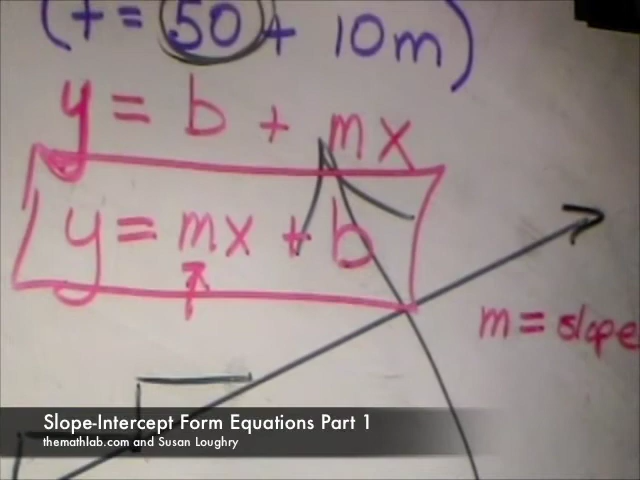 (t = 50 + 10m)
y = b + mx
y = mx + b
m = slope
Slope-Intercept Form Equations Part 1
themathlab.com and Susan Loughry